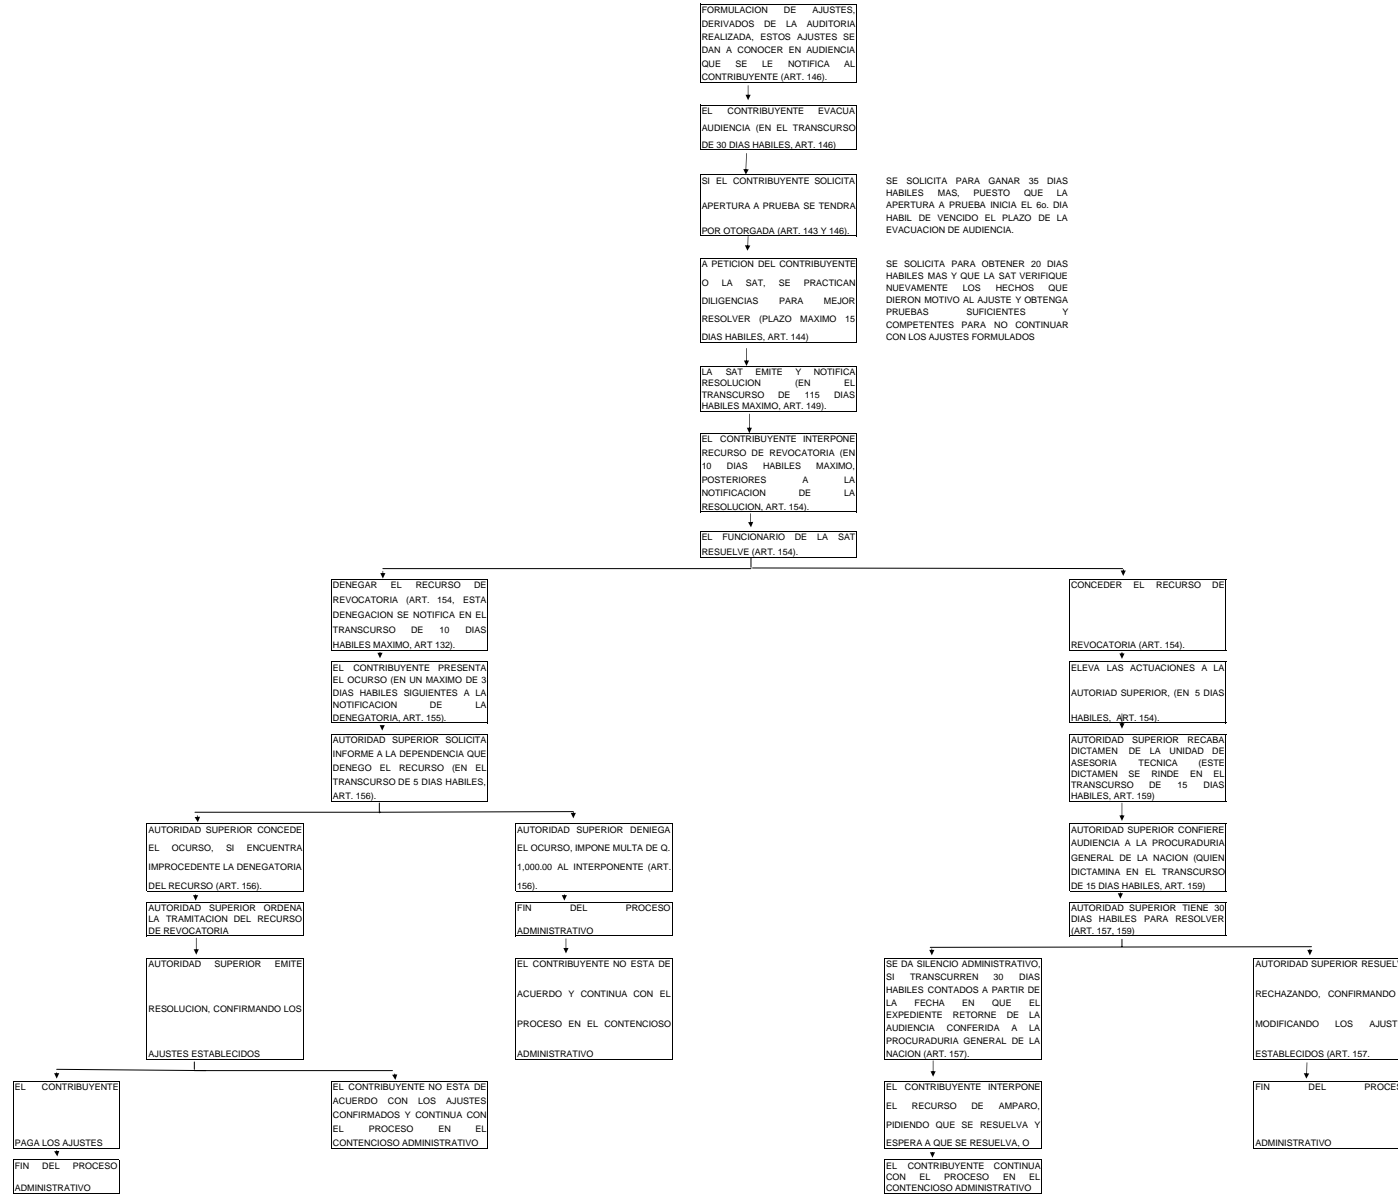 FORMULACION DE AJUSTES,
DERIVADOS DE LA AUDITORIA
REALIZADA, ESTOS AJUSTES SE
DAN A CONOCER EN AUDIENCIA
QUE SE LE NOTIFICA AL
CONTRIBUYENTE (ART. 146).
EL CONTRIBUYENTE EVACUA
AUDIENCIA (EN EL TRANSCURSO
DE 30 DIAS HABILES, ART. 146)
SI EL CONTRIBUYENTE SOLICITA
APERTURA A PRUEBA SE TENDRA
POR OTORGADA (ART. 143 Y 146).
SE SOLICITA PARA GANAR 35 DIAS
HABILES MAS, PUESTO QUE LA
APERTURA A PRUEBA INICIA EL 6o. DIA
HABIL DE VENCIDO EL PLAZO DE LA
EVACUACION DE AUDIENCIA.
A PETICION DEL CONTRIBUYENTE
O LA SAT, SE PRACTICAN
DILIGENCIAS PARA MEJOR
RESOLVER (PLAZO MAXIMO 15
DIAS HABILES, ART. 144)
SE SOLICITA PARA OBTENER 20 DIAS
HABILES MAS Y QUE LA SAT VERIFIQUE
NUEVAMENTE LOS HECHOS QUE
DIERON MOTIVO AL AJUSTE Y OBTENGA
PRUEBAS SUFICIENTES Y
COMPETENTES PARA NO CONTINUAR
CON LOS AJUSTES FORMULADOS
LA SAT EMITE Y NOTIFICA
RESOLUCION (EN EL
TRANSCURSO DE 115 DIAS
HABILES MAXIMO, ART. 149).
EL CONTRIBUYENTE INTERPONE
RECURSO DE REVOCATORIA (EN
10 DIAS HABILES MAXIMO,
POSTERIORES A LA
NOTIFICACION DE LA
RESOLUCION, ART. 154).
EL FUNCIONARIO DE LA SAT
RESUELVE (ART. 154).
DENEGAR EL RECURSO DE
REVOCATORIA (ART. 154, ESTA
DENEGACION SE NOTIFICA EN EL
TRANSCURSO DE 10 DIAS
HABILES MAXIMO, ART 132).
EL CONTRIBUYENTE PRESENTA
EL OCURSO (EN UN MAXIMO DE 3
DIAS HABILES SIGUIENTES A LA
NOTIFICACION DE LA
DENEGATORIA, ART. 155).
AUTORIDAD SUPERIOR SOLICITA
INFORME A LA DEPENDENCIA QUE
DENEGO EL RECURSO (EN EL
TRANSCURSO DE 5 DIAS HABILES,
ART. 156).
AUTORIDAD SUPERIOR CONCEDE
EL OCURSO, SI ENCUENTRA
IMPROCEDENTE LA DENEGATORIA
DEL RECURSO (ART. 156).
AUTORIDAD SUPERIOR ORDENA
LA TRAMITACION DEL RECURSO
DE REVOCATORIA
AUTORIDAD SUPERIOR EMITE
RESOLUCION, CONFIRMANDO LOS
AJUSTES ESTABLECIDOS
EL CONTRIBUYENTE
PAGA LOS AJUSTES
FIN DEL PROCESO
ADMINISTRATIVO
EL CONTRIBUYENTE NO ESTA DE
ACUERDO CON LOS AJUSTES
CONFIRMADOS Y CONTINUA CON
EL PROCESO EN EL
CONTENCIOSO ADMINISTRATIVO
AUTORIDAD SUPERIOR DENIEGA
EL OCURSO, IMPONE MULTA DE Q.
1,000.00 AL INTERPONENTE (ART.
156).
FIN DEL PROCESO
ADMINISTRATIVO
EL CONTRIBUYENTE NO ESTA DE
ACUERDO Y CONTINUA CON EL
PROCESO EN EL CONTENCIOSO
ADMINISTRATIVO
CONCEDER EL RECURSO DE
REVOCATORIA (ART. 154).
ELEVA LAS ACTUACIONES A LA
AUTORIAD SUPERIOR, (EN 5 DIAS
HABILES, ART. 154).
AUTORIDAD SUPERIOR RECABA
DICTAMEN DE LA UNIDAD DE
ASESORIA TECNICA (ESTE
DICTAMEN SE RINDE EN EL
TRANSCURSO DE 15 DIAS
HABILES, ART. 159)
AUTORIDAD SUPERIOR CONFIERE
AUDIENCIA A LA PROCURADURIA
GENERAL DE LA NACION (QUIEN
DICTAMINA EN EL TRANSCURSO
DE 15 DIAS HABILES, ART. 159)
AUTORIDAD SUPERIOR TIENE 30
DIAS HABILES PARA RESOLVER
(ART. 157, 159)
SE DA SILENCIO ADMINISTRATIVO,
SI TRANSCURREN 30 DIAS
HABILES CONTADOS A PARTIR DE
LA FECHA EN QUE EL
EXPEDIENTE RETORNE DE LA
AUDIENCIA CONFERIDA A LA
PROCURADURIA GENERAL DE LA
NACION (ART. 157).
EL CONTRIBUYENTE INTERPONE
EL RECURSO DE AMPARO,
PIDIENDO QUE SE RESUELVA Y
ESPERA A QUE SE RESUELVA, O
EL CONTRIBUYENTE CONTINUA
CON EL PROCESO EN EL
CONTENCIOSO ADMINISTRATIVO
AUTORIDAD SUPERIOR RESUEL
RECHAZANDO, CONFIRMANDO
MODIFICANDO LOS AJUST
ESTABLECIDOS (ART. 157.
FIN DEL PROCES
ADMINISTRATIVO